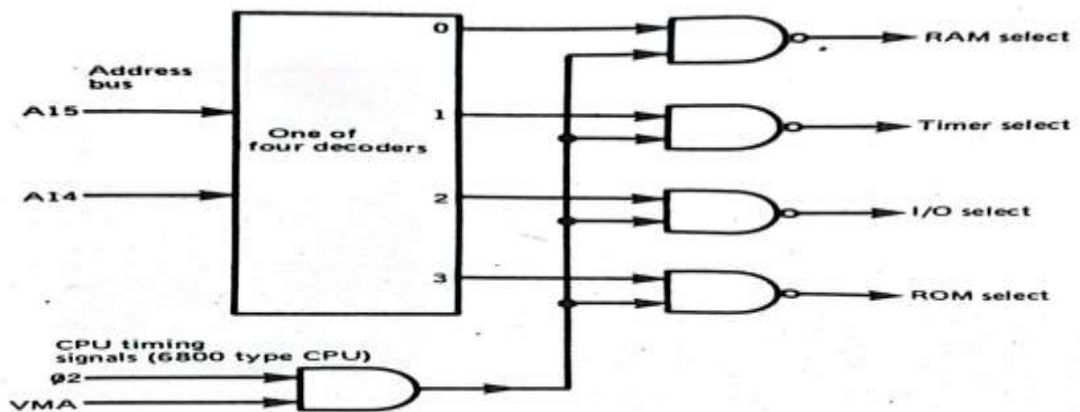 0
RAM select
Address
bus
A15
1
Timer select
One of
four decoders
A14
2
I/O select
3
ROM select
CPU timing
signals (6800 type CPU)
Ø2
VMA